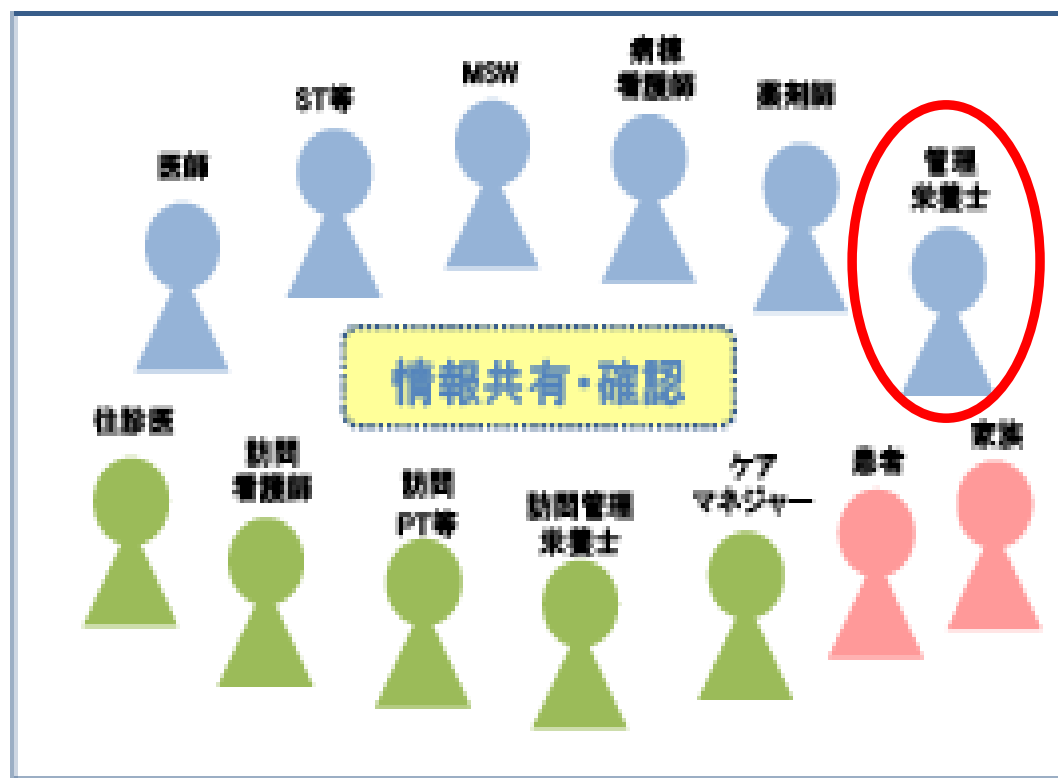 医師
ST等
MSW
病棟
看護師
薬剤師
管理
栄養士
情報共有・確認
往診医
訪問
看護師
訪問
PT等
訪問管理
栄養士
ケア
マネジャー
患者
家族